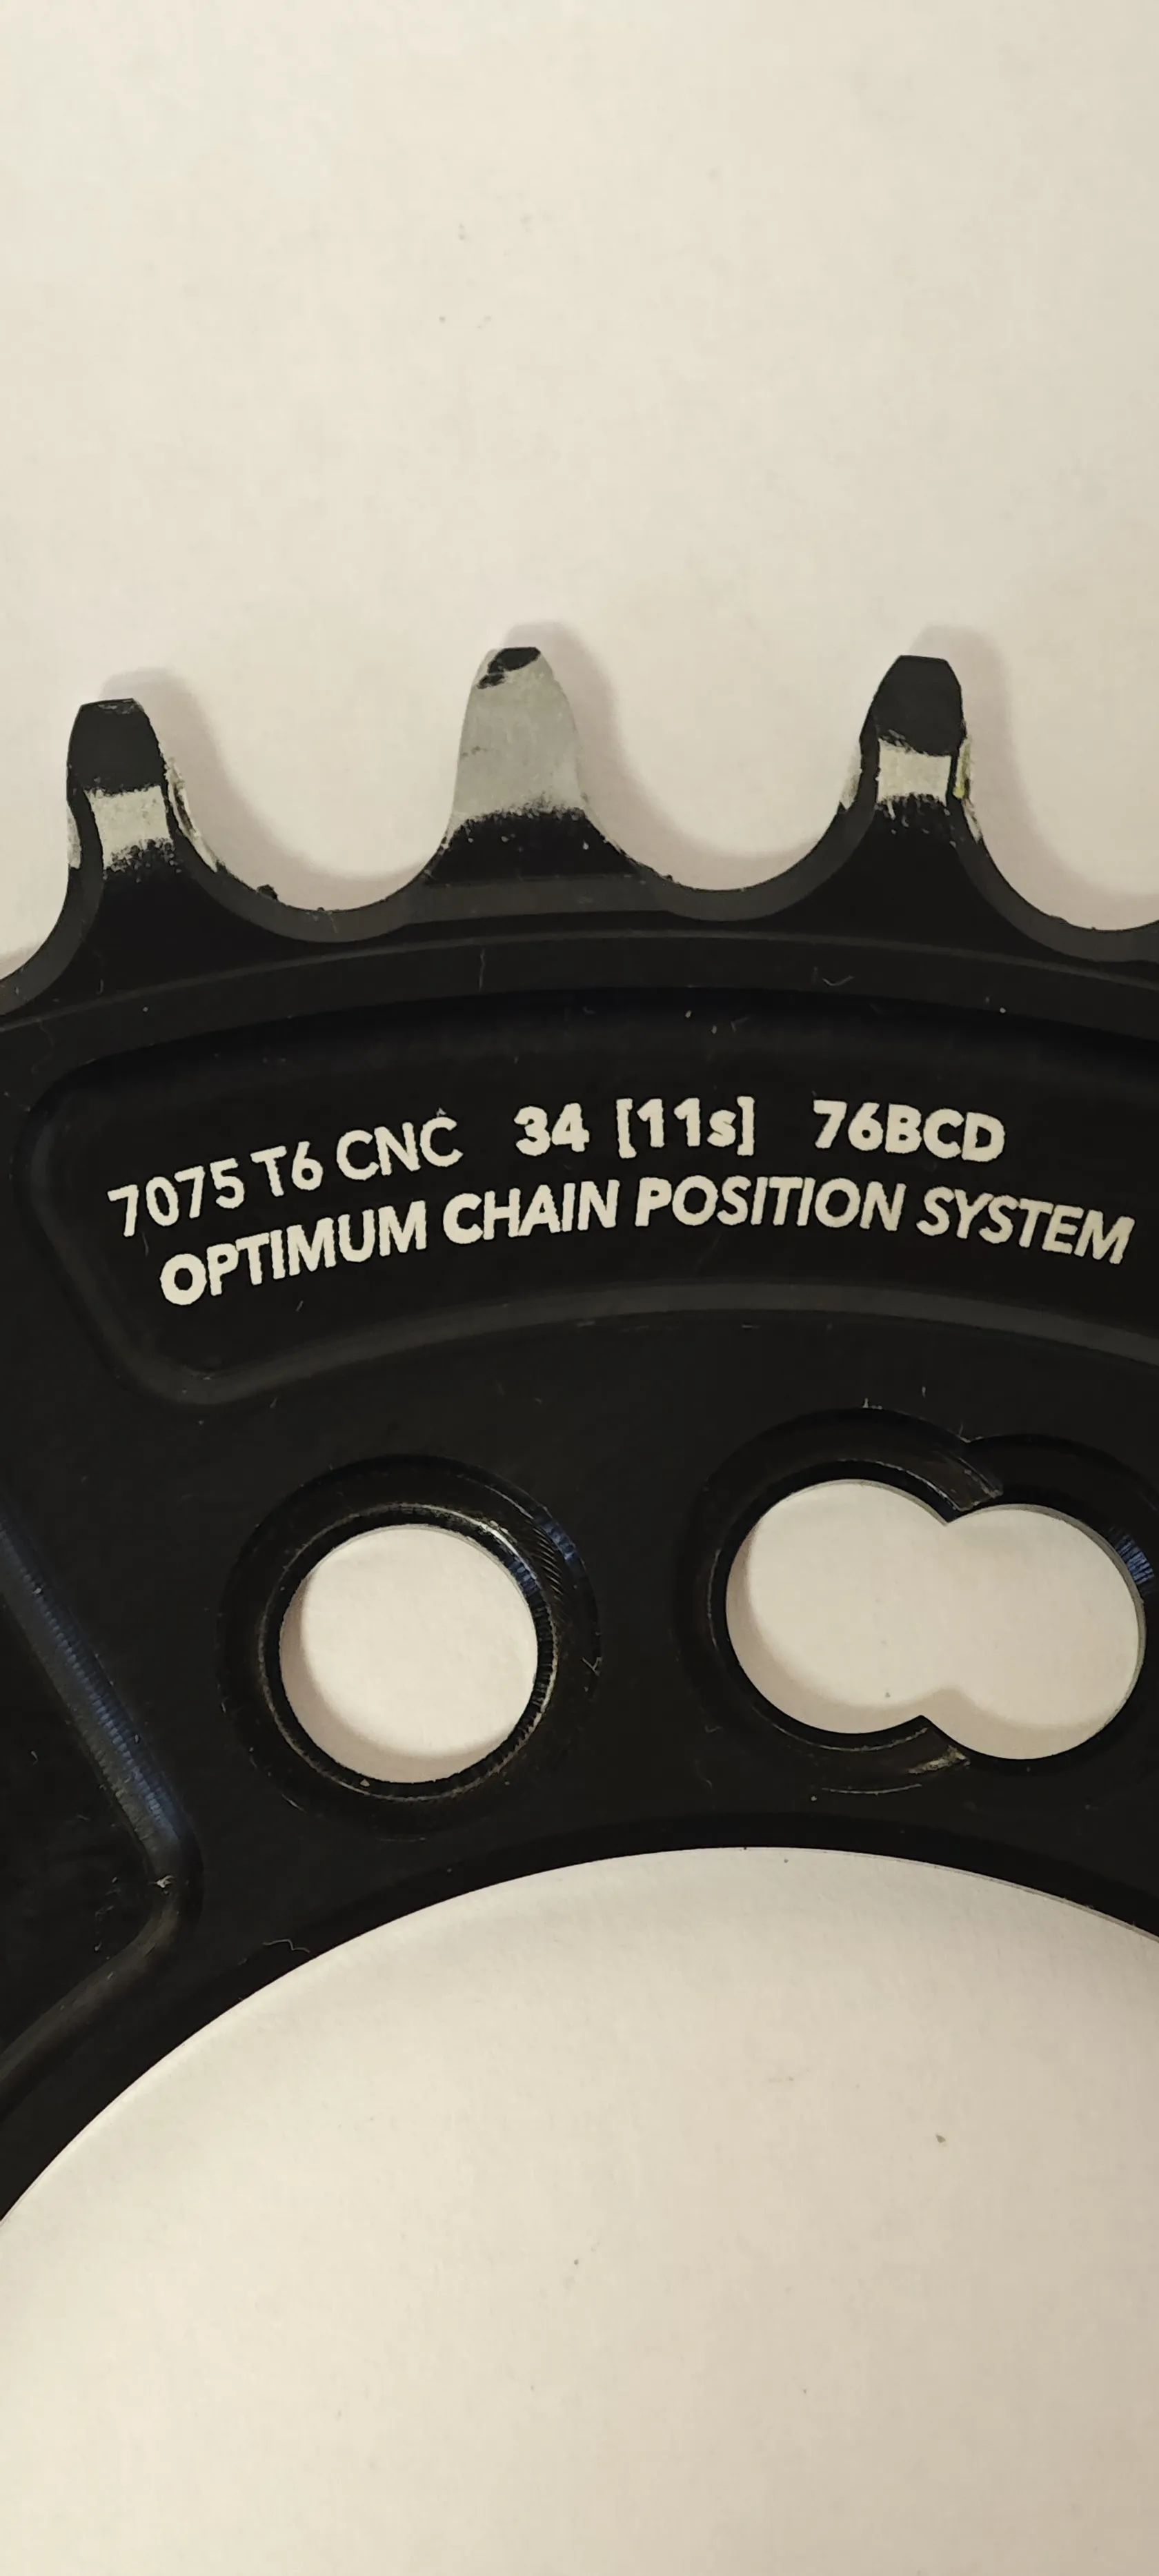 7075 T6 CNC 34 [11s] 76BCD
OPTIMUM CHAIN POSITION SYSTEM